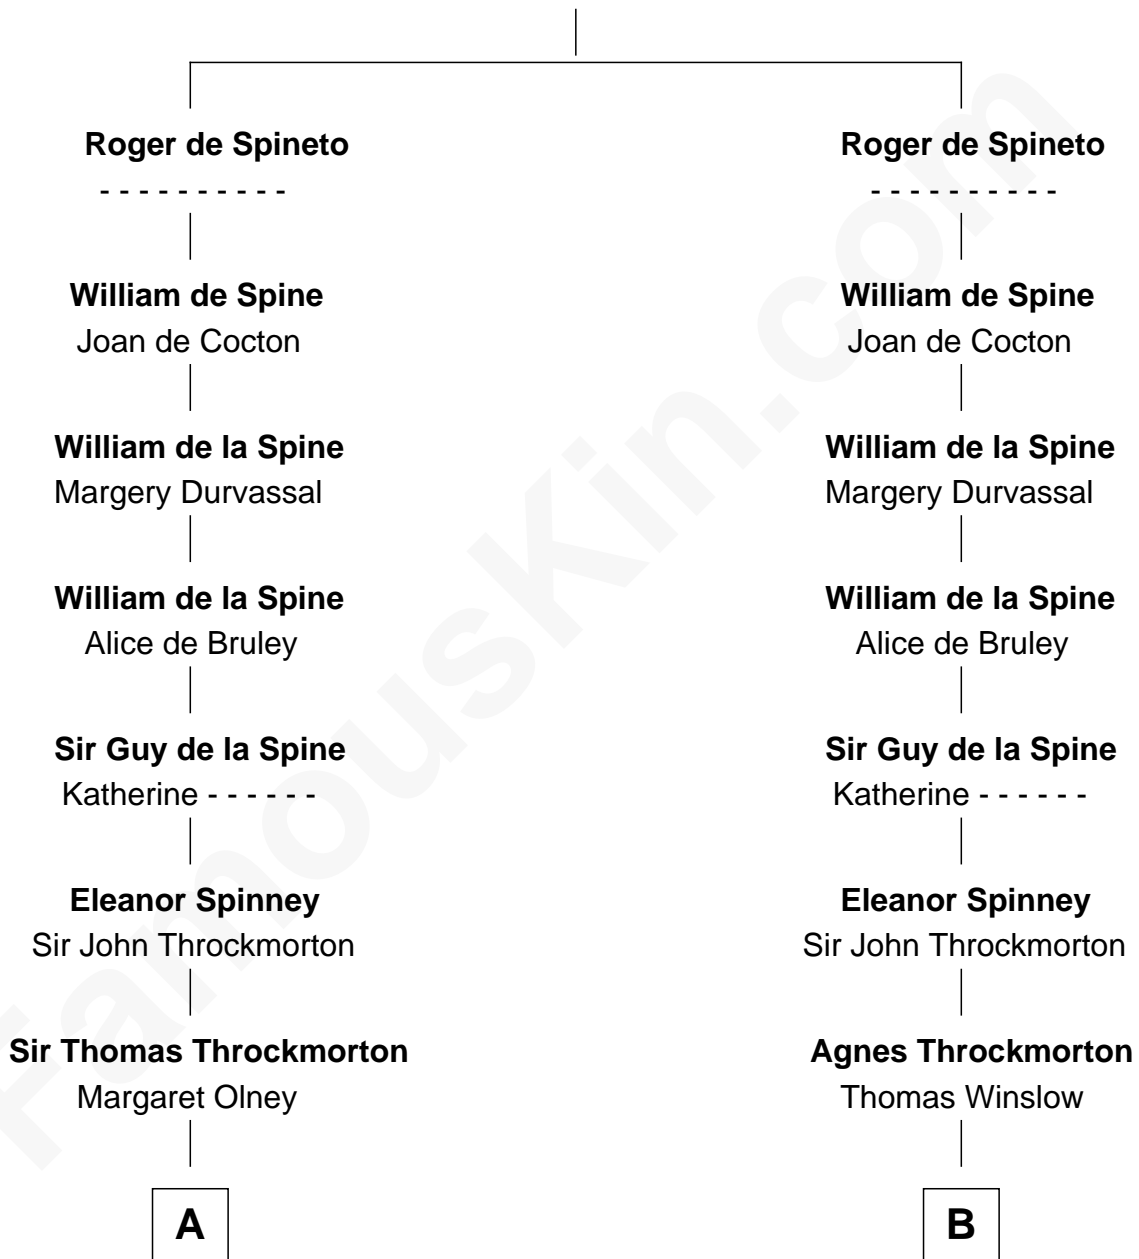 Roger de Spineto
- - - - - - - - - -
William de Spine
Joan de Cocton
William de la Spine
Margery Durvassal
William de la Spine
Alice de Bruley
Sir Guy de la Spine
Katherine - - - - - -
Eleanor Spinney
Sir John Throckmorton
Sir Thomas Throckmorton
Margaret Olney
A
Roger de Spineto
- - - - - - - - - -
William de Spine
Joan de Cocton
William de la Spine
Margery Durvassal
William de la Spine
Alice de Bruley
Sir Guy de la Spine
Katherine - - - - - -
Eleanor Spinney
Sir John Throckmorton
Agnes Throckmorton
Thomas Winslow
B
FamousKin.com